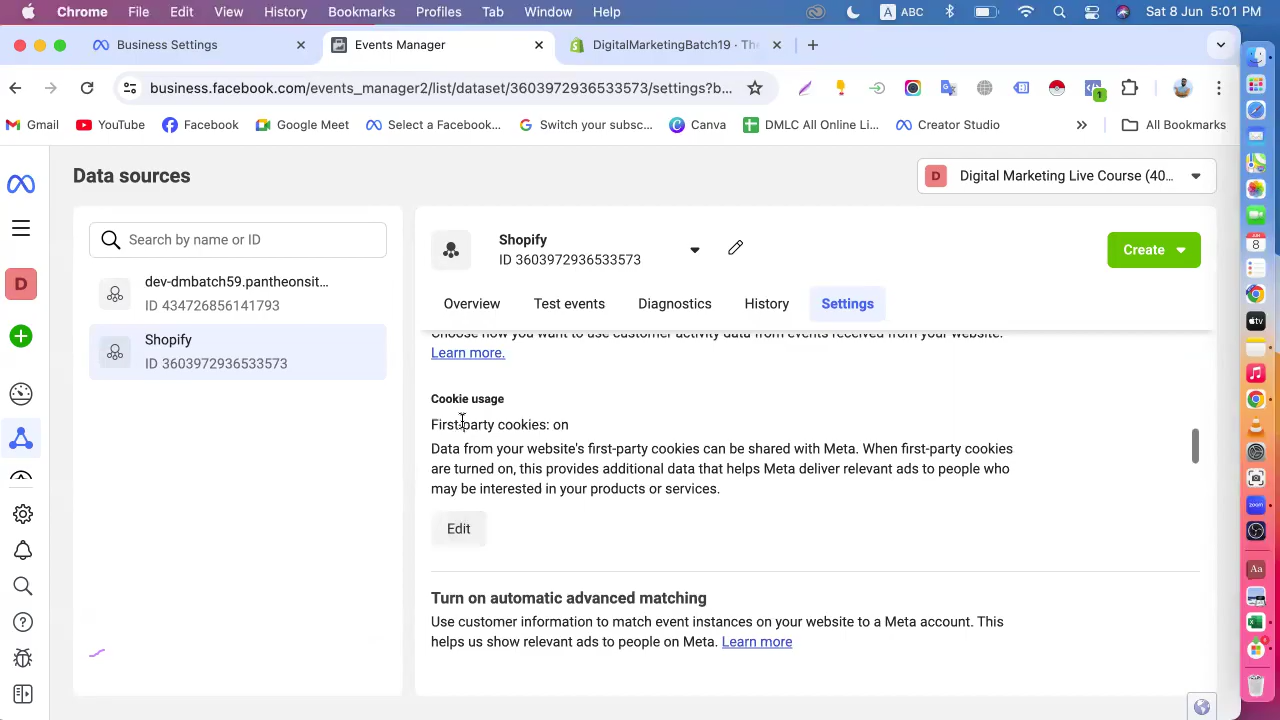 Chrome File Edit View History Bookmarks Profiles Tab Window Help A ABC Sat 8 Jun 5:01 PM
Business Settings Events Manager DigitalMarketingBatch19 · The
business.facebook.com/events_manager2/list/dataset/3603972936533573/settings?b... 1
Gmail YouTube Facebook Google Meet Select a Facebook... Switch your subsc... Canva DMLC All Online Li... Creator Studio » All Bookmarks
Data sources
D Digital Marketing Live Course (40...
Search by name or ID
dev-dmbatch59.pantheonsit...
ID 434726856141793
Shopify
ID 3603972936533573
D
Shopify
ID 3603972936533573
Create
Overview Test events Diagnostics History Settings
Choose how you want to use customer activity data from events received from your website.
Learn more.
Cookie usage
First-party cookies: on
Data from your website's first-party cookies can be shared with Meta. When first-party cookies
are turned on, this provides additional data that helps Meta deliver relevant ads to people who
may be interested in your products or services.
Edit
Turn on automatic advanced matching
Use customer information to match event instances on your website to a Meta account. This
helps us show relevant ads to people on Meta. Learn more
JUN
8
tv
zoom
Aa